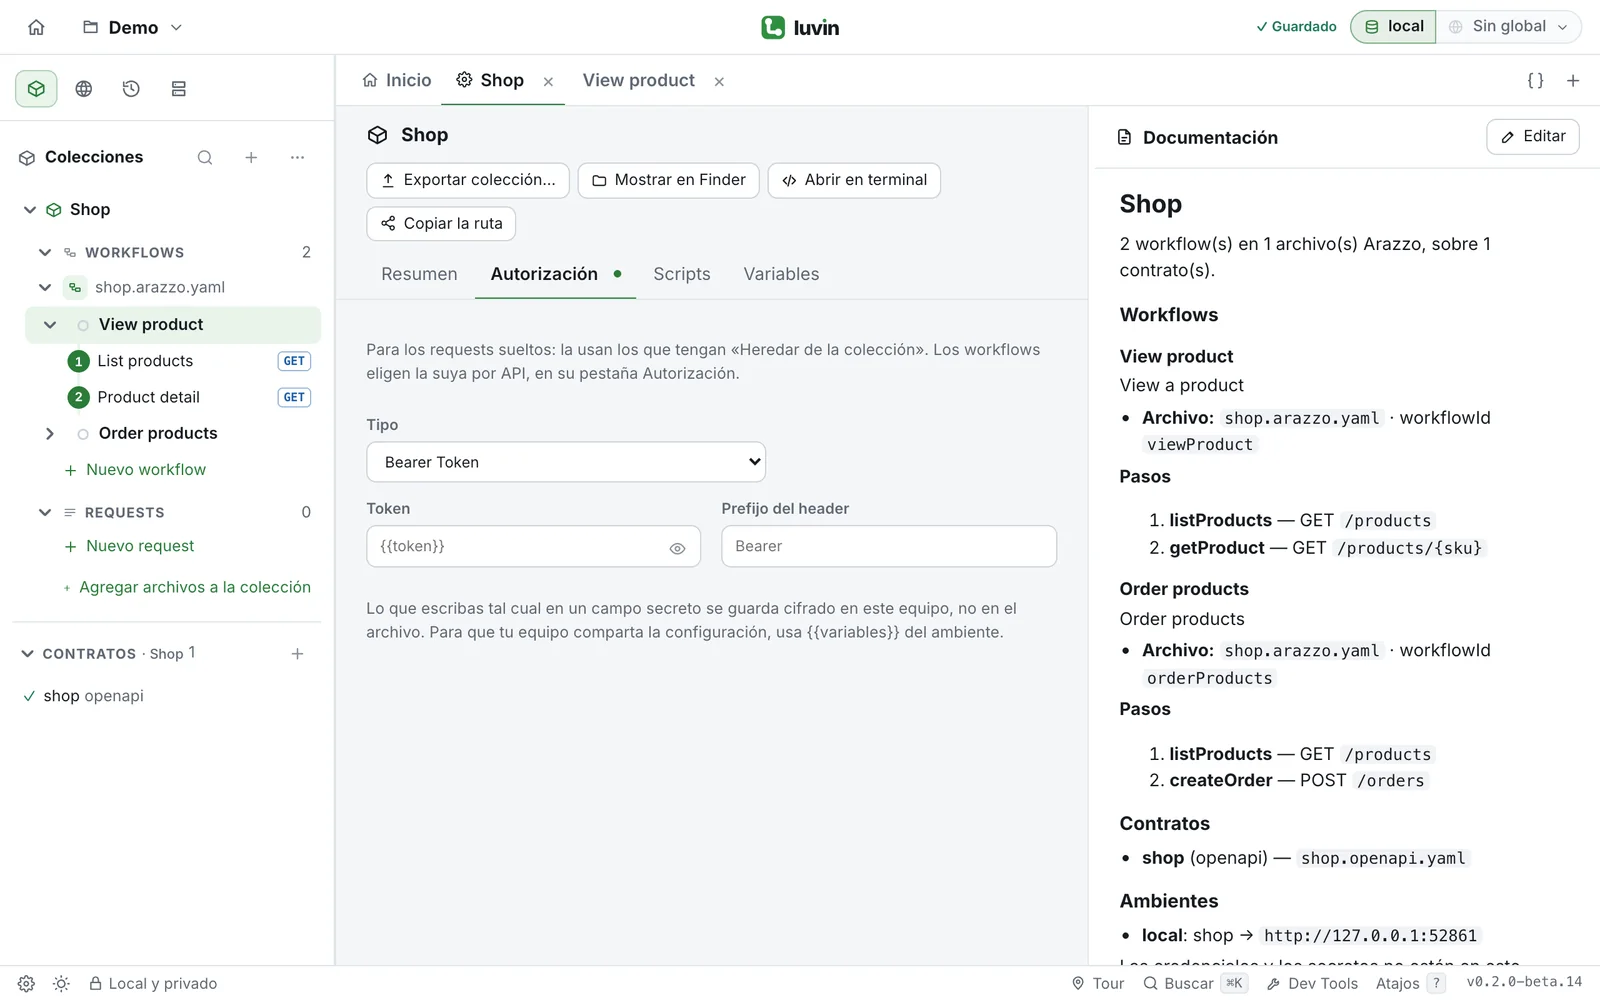 Demo
luvin
Guardado
local
Sin global
Inicio
Shop
View product
Colecciones
Shop
WORKFLOWS 2
shop.arazzo.yaml
View product
1 List products GET
2 Product detail GET
Order products
+ Nuevo workflow
REQUESTS 0
+ Nuevo request
+ Agregar archivos a la colección
CONTRATOS · Shop 1
shop openapi
Shop
Exportar colección...
Mostrar en Finder
Abrir en terminal
Copiar la ruta
Resumen
Autorización
Scripts
Variables
Para los requests sueltos: la usan los que tengan «Heredar de la colección». Los workflows
eligen la suya por API, en su pestaña Autorización.
Tipo
Bearer Token
Token
Prefijo del header
{{token}}
Bearer
Lo que escribas tal cual en un campo secreto se guarda cifrado en este equipo, no en el
archivo. Para que tu equipo comparta la configuración, usa {{variables}} del ambiente.
Documentación
Editar
Shop
2 workflow(s) en 1 archivo(s) Arazzo, sobre 1
contrato(s).
Workflows
View product
View a product
• Archivo: shop.arazzo.yaml · workflowId
viewProduct
Pasos
1. listProducts — GET /products
2. getProduct — GET /products/{sku}
Order products
Order products
• Archivo: shop.arazzo.yaml · workflowId
orderProducts
Pasos
1. listProducts — GET /products
2. createOrder — POST /orders
Contratos
• shop (openapi) — shop.openapi.yaml
Ambientes
• local: shop → http://127.0.0.1:52861
Las credenciales y los secretos no están en este
Local y privado
Tour
Buscar ⌘K
Dev Tools
Atajos ?
v0.2.0-beta.14